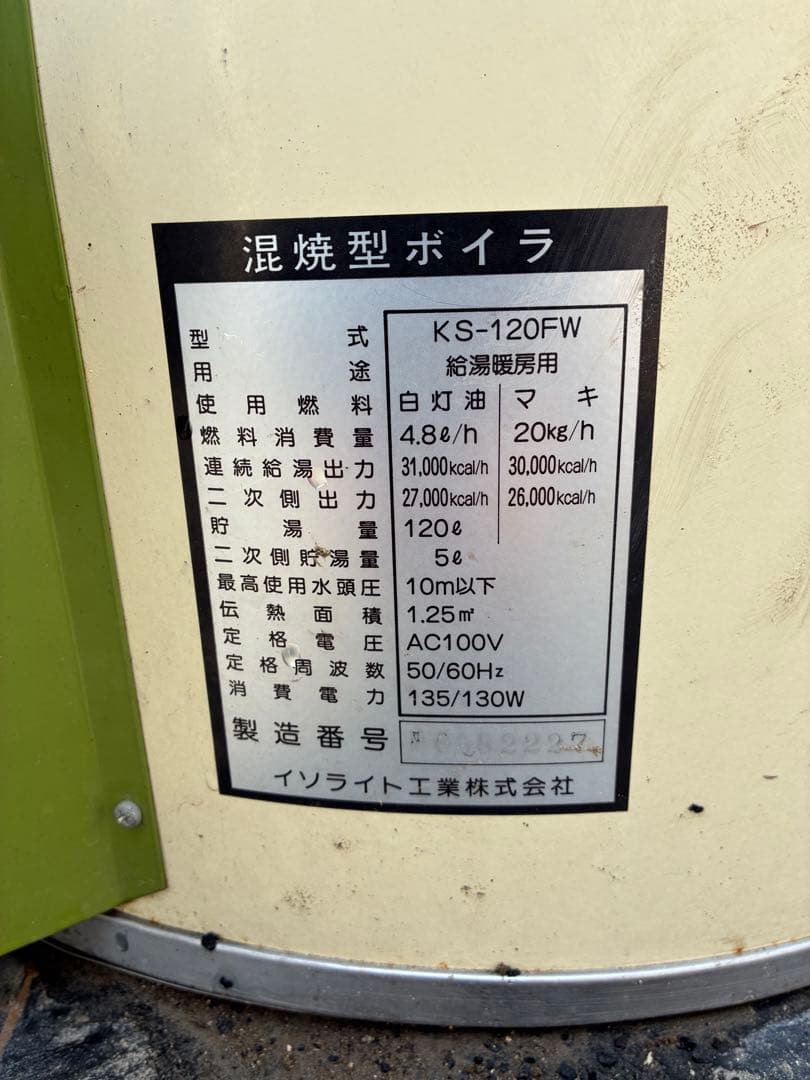 混焼型ボイラ
型式 KS-120FW
用途 給湯暖房用
使用燃料 白灯油 マキ
燃料消費量 4.8ℓ/h 20kg/h
連続給湯出力 31,000kcal/h 30,000kcal/h
二次側出力 27,000kcal/h 26,000kcal/h
貯湯量 120ℓ
二次側貯湯量 5ℓ
最高使用水頭圧 10m以下
伝熱面積 1.25㎡
定格電圧 AC100V
定格周波数 50/60Hz
消費電力 135/130W
製造番号
イソライト工業株式会社